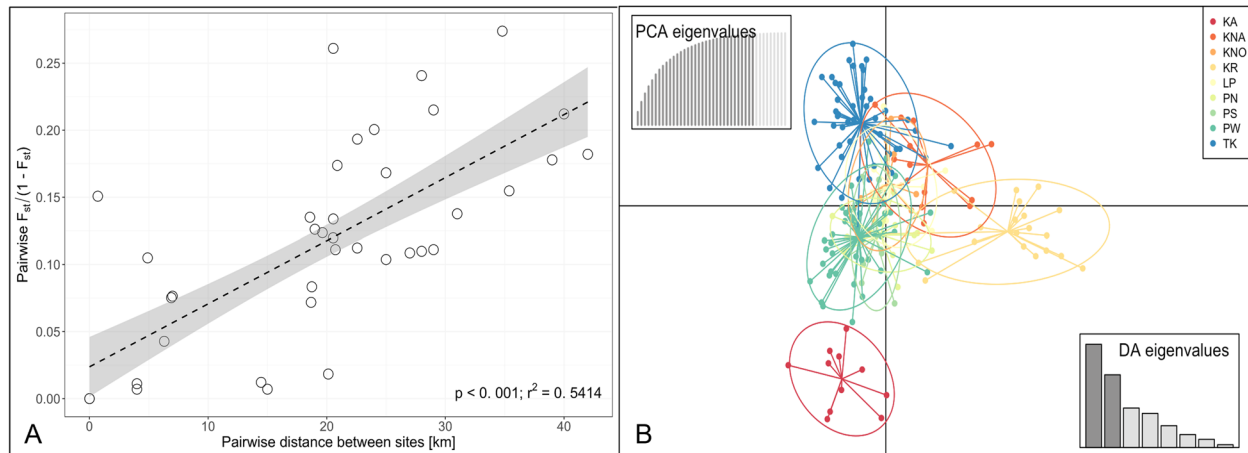 0.25
0.20
0.15
0.10
0.05
0.00
Pairwise Fst/(1 - Fst)
0
10
20
30
40
Pairwise distance between sites [km]
p < 0. 001; r² = 0. 5414
A
PCA eigenvalues
KA
KNA
KNO
KR
LP
PN
PS
PW
TK
DA eigenvalues
B